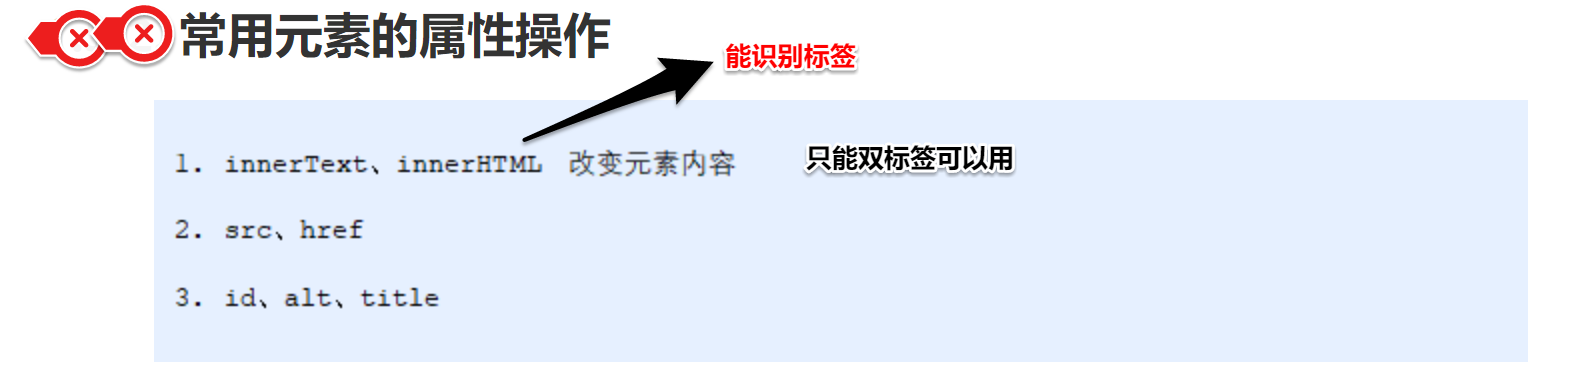 常用元素的属性操作
能识别标签
1. innerText、innerHTML 改变元素内容 只能双标签可以用
2. src、href
3. id、alt、title